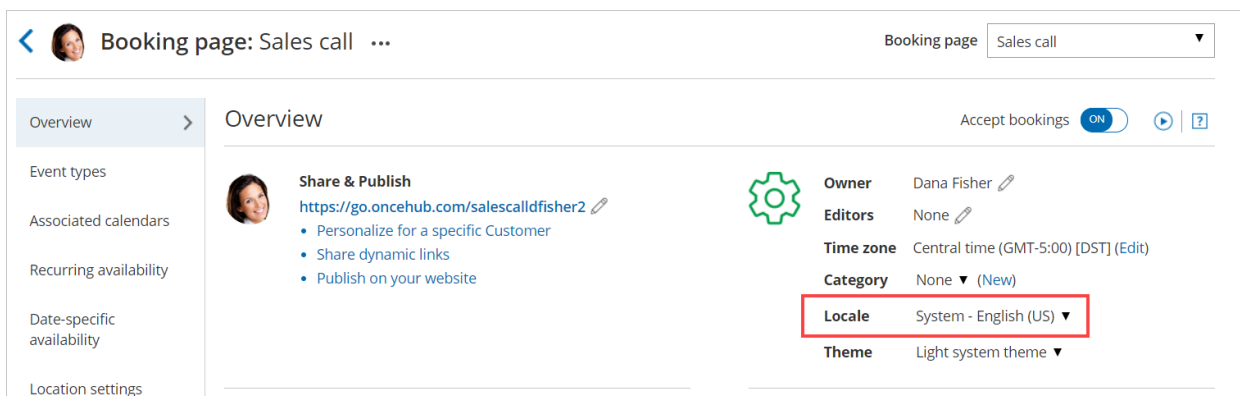 Booking page: Sales call ...
Booking page Sales call
Overview
Event types
Associated calendars
Recurring availability
Date-specific
availability
Location settings
Overview
Accept bookings ON
?
Share & Publish
https://go.oncehub.com/salescalldfisher2
• Personalize for a specific Customer
• Share dynamic links
• Publish on your website
Owner Dana Fisher
Editors None
Time zone Central time (GMT-5:00) [DST] (Edit)
Category None ▼ (New)
Locale System - English (US) ▼
Theme Light system theme ▼